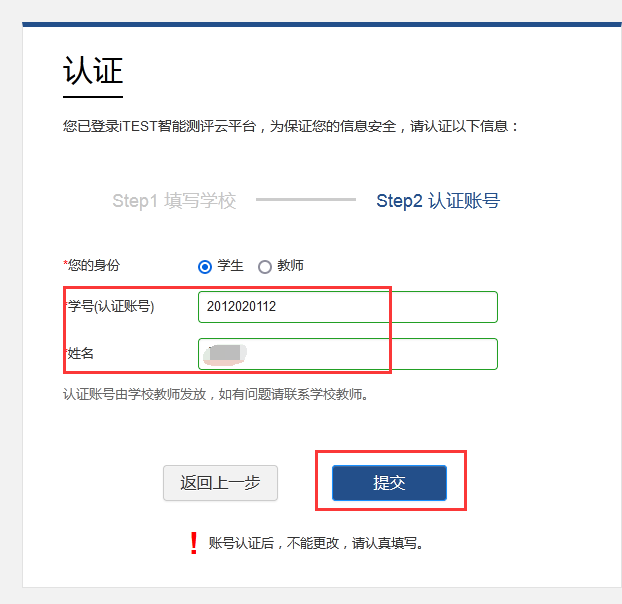 认证
您已登录iTEST智能测评云平台，为保证您的信息安全，请认证以下信息：
Step1 填写学校 Step2 认证账号
*您的身份 学生 教师
*学号(认证账号) 2012020112
*姓名
认证账号由学校教师发放，如有问题请联系学校教师。
返回上一步 提交
！ 账号认证后，不能更改，请认真填写。